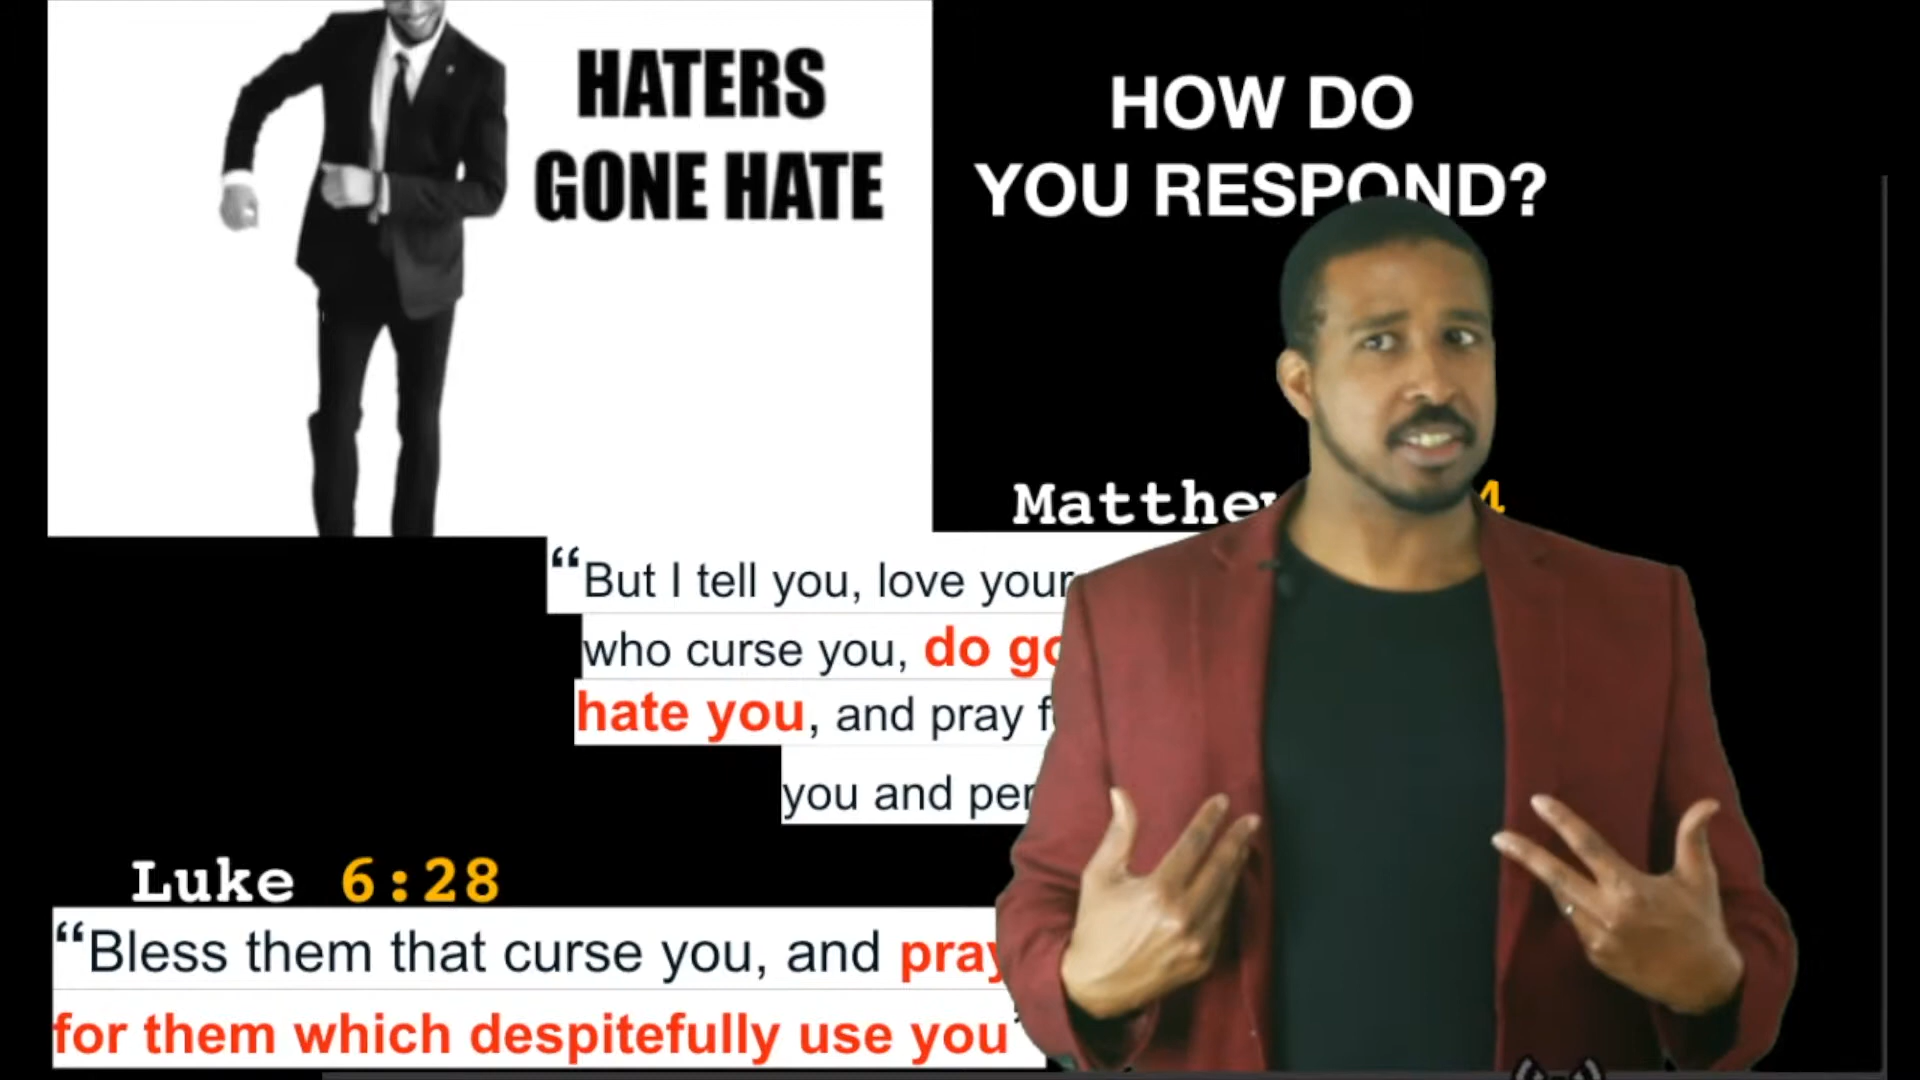 HATERS
GONE HATE
HOW DO
YOU RESPOND?
4
“But I tell you, love your
who curse you, do
hate you, and pray
you and
Luke 6:28
“Bless them that curse you, and pray
for them which despitefully use you”